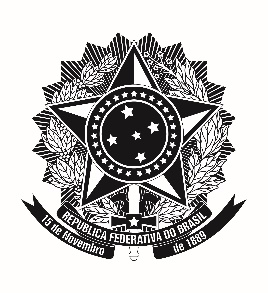 REPÚBLICA FEDERATIVA DO BRASIL
15 de Novembro de 1889